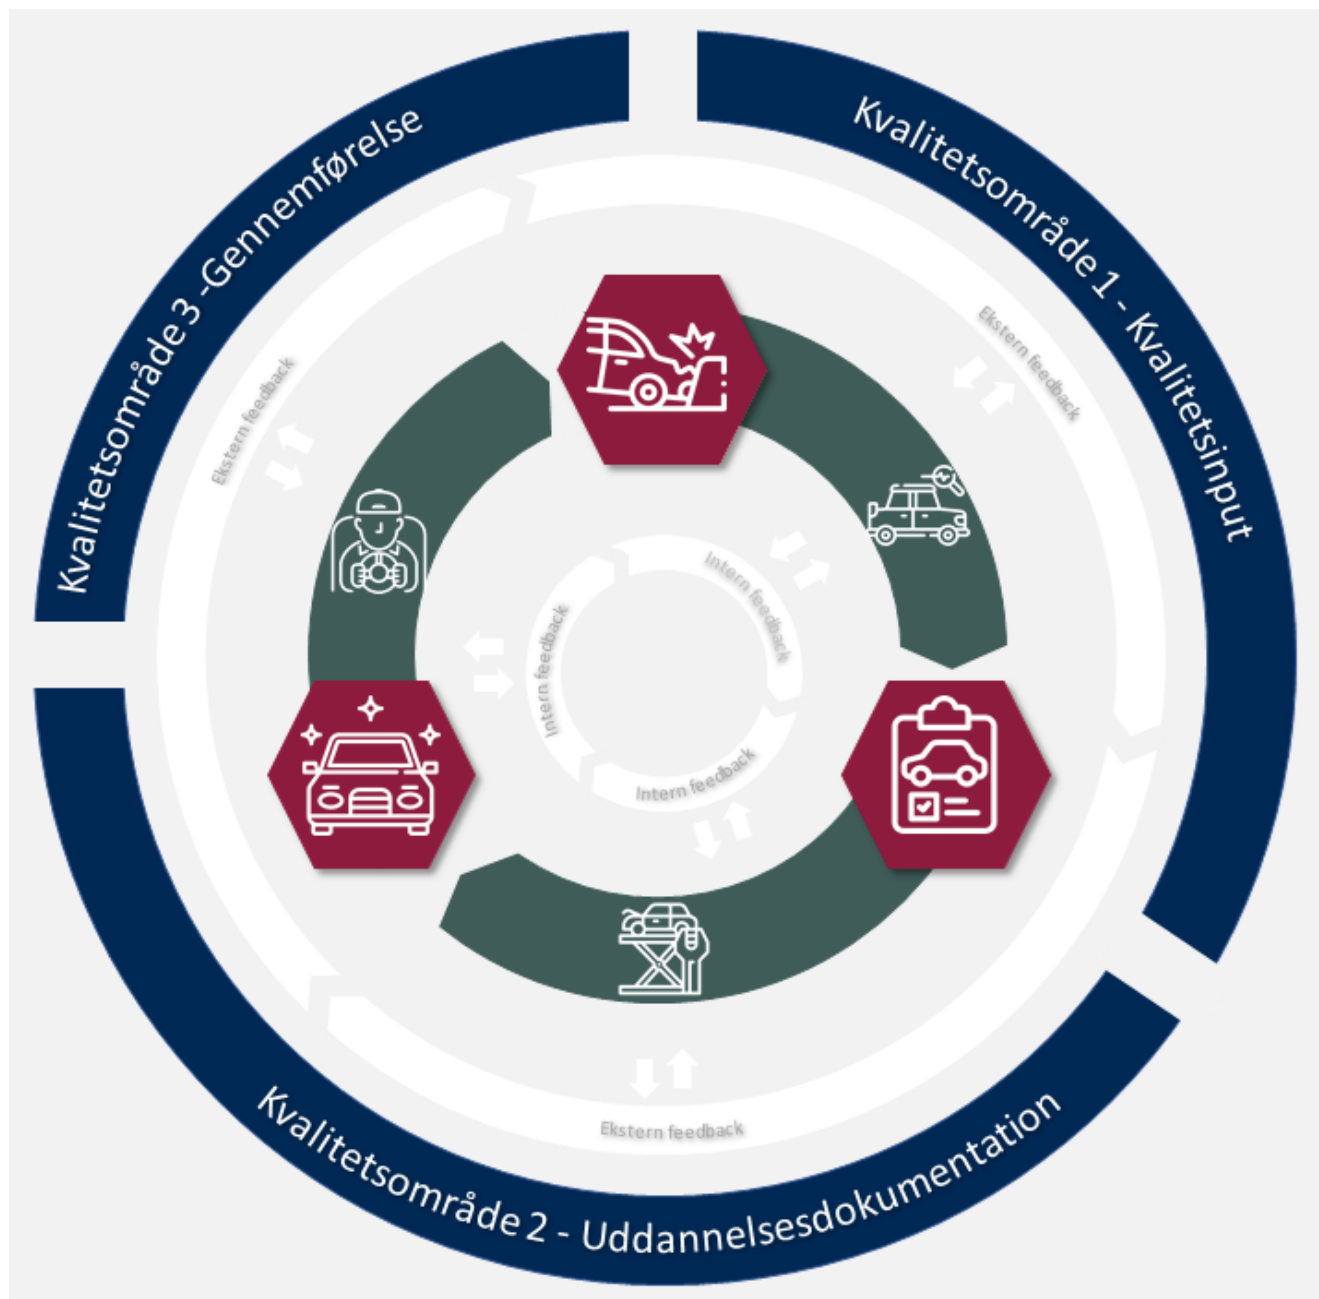 Kvalitetsområde 3 -Gennemførelse
Kvalitetsområde 1 - Kvalitetsinput
Ekstern feedback
Ekstern feedback
Intern feedback
Intern feedback
Intern feedback
Ekstern feedback
Kvalitetsområde 2 - Uddannelsesdokumentation